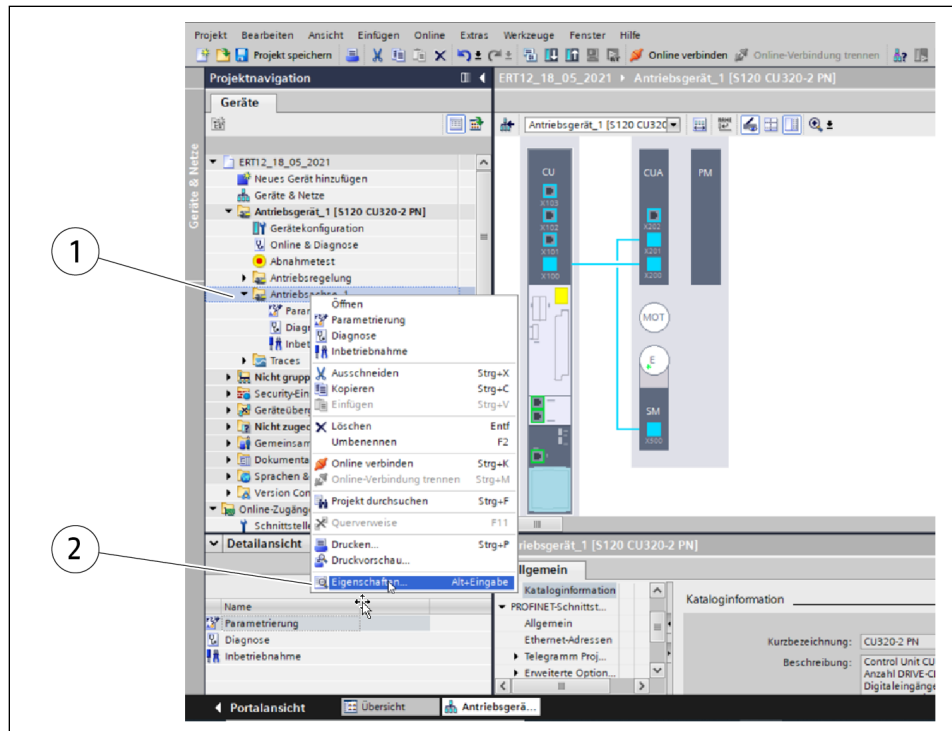 Projekt Bearbeiten Ansicht Einfügen Online Extras Werkzeuge Fenster Hilfe
Projekt speichern Online verbinden Online-Verbindung trennen
Projektnavigation
ERT12_18_05_2021 Antriebsgerät_1 [S120 CU320-2 PN]
Geräte
Antriebsgerät_1 [S120 CU320
Geräte & Netze
ERT12_18_05_2021
Neues Gerät hinzufügen
Geräte & Netze
Antriebsgerät_1 [S120 CU320-2 PN]
Gerätekonfiguration
Online & Diagnose
Abnahmetest
Antriebsregelung
Antriebsachse_1
Param
Diagn
Inbet
Traces
Nicht grupp
Security-Ein
Geräteüber
Nicht zugeo
Gemeinsam
Dokumenta
Sprachen &
Version Con
Online-Zugäng
Schnittstell
1
2
Öffnen
Parametrierung
Diagnose
Inbetriebnahme
Ausschneiden Strg+X
Kopieren Strg+C
Einfügen Strg+V
Löschen Entf
Umbenennen F2
Online verbinden Strg+K
Online-Verbindung trennen Strg+M
Projekt durchsuchen Strg+F
Querverweise F11
Drucken... Strg+P
Druckvorschau...
Eigenschaften... Alt+Eingabe
CU
X103
X102
X101
X100
CUA
X202
X201
X200
PM
MOT
E
SM
X500
Detailansicht
Name
Parametrierung
Diagnose
Inbetriebnahme
riebsgerät_1 [S120 CU320-2 PN]
llgemein
Kataloginformation
PROFINET-Schnittst...
Allgemein
Ethernet-Adressen
Telegramm Proj...
Erweiterte Option...
Kataloginformation
Kurzbezeichnung: CU320-2 PN
Beschreibung: Control Unit CU
Anzahl DRIVE-CL
Digitaleingänge
Portalansicht Übersicht Antriebsgerä...